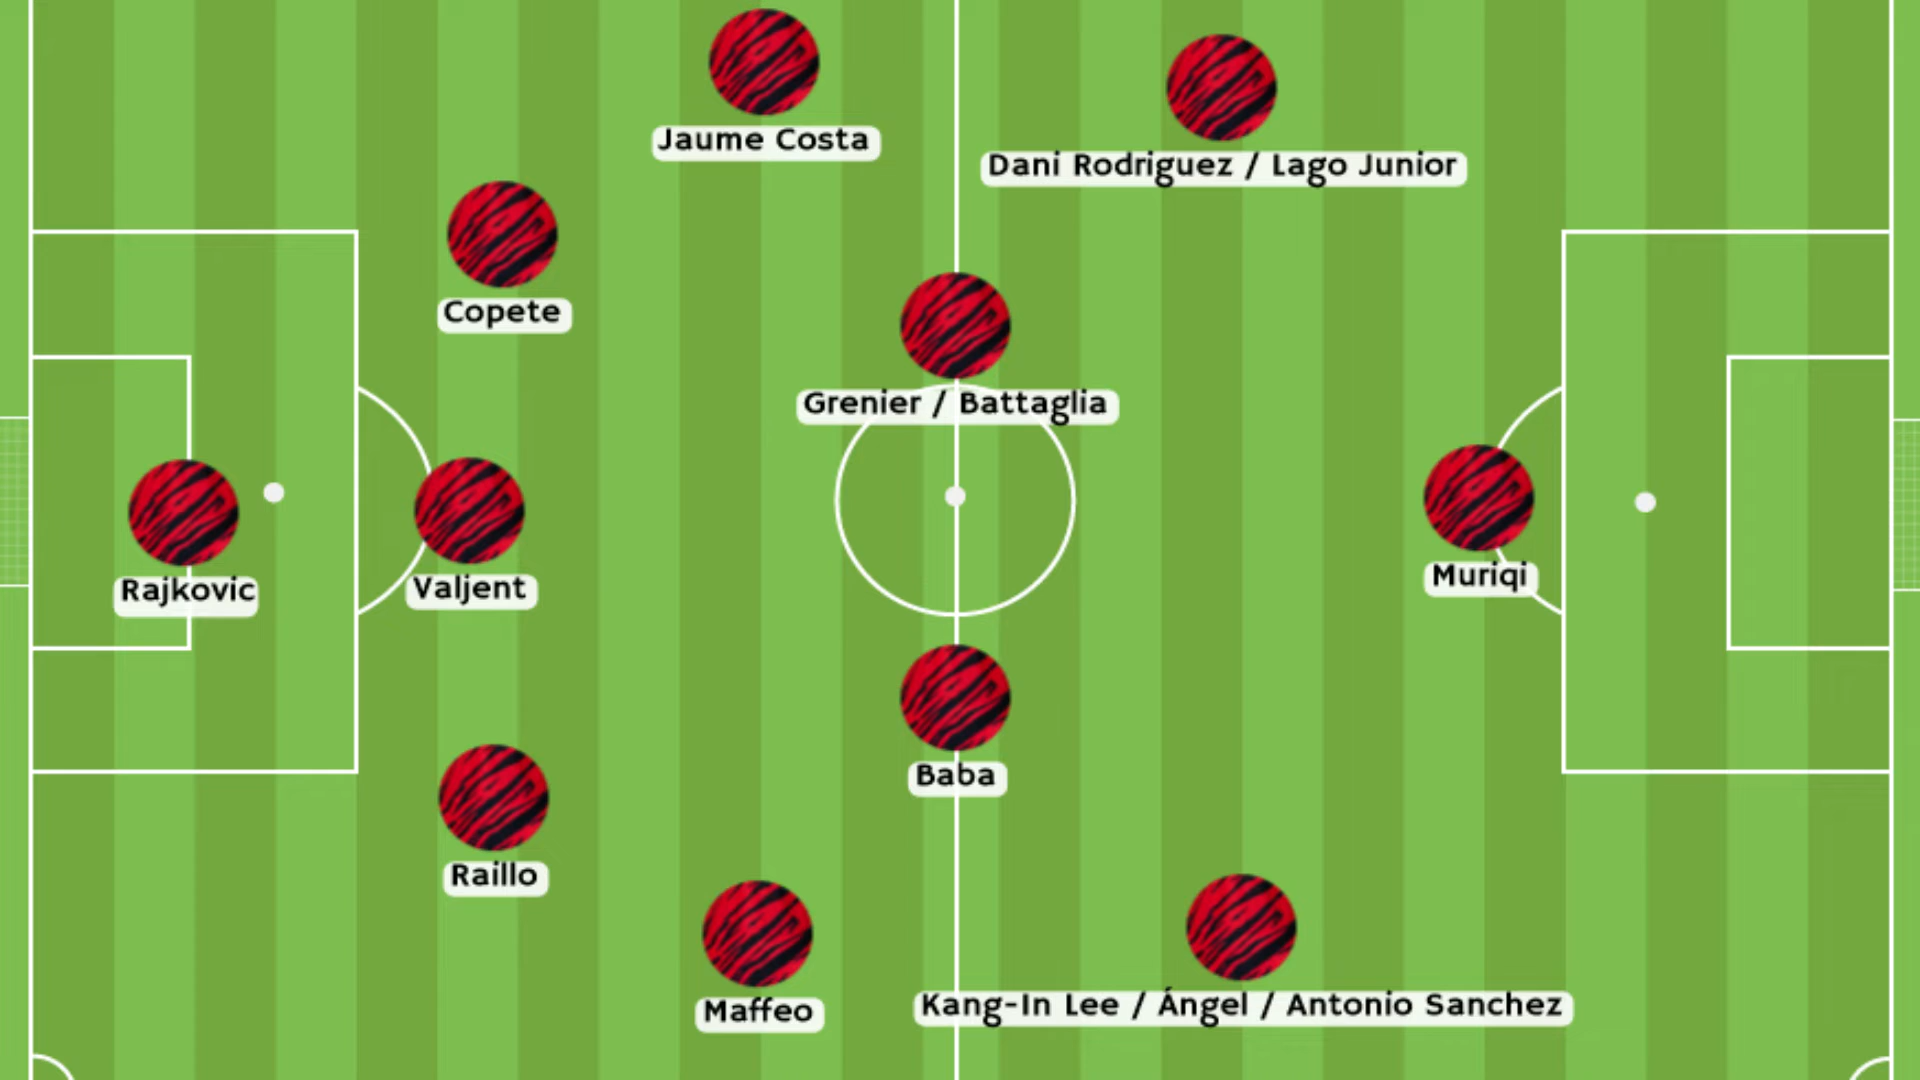 Jaume Costa
Dani Rodriguez / Lago Junior
Copete
Grenier / Battaglia
Rajkovic
Valjent
Muriqi
Baba
Raillo
Maffeo
Kang-In Lee / Ángel / Antonio Sanchez